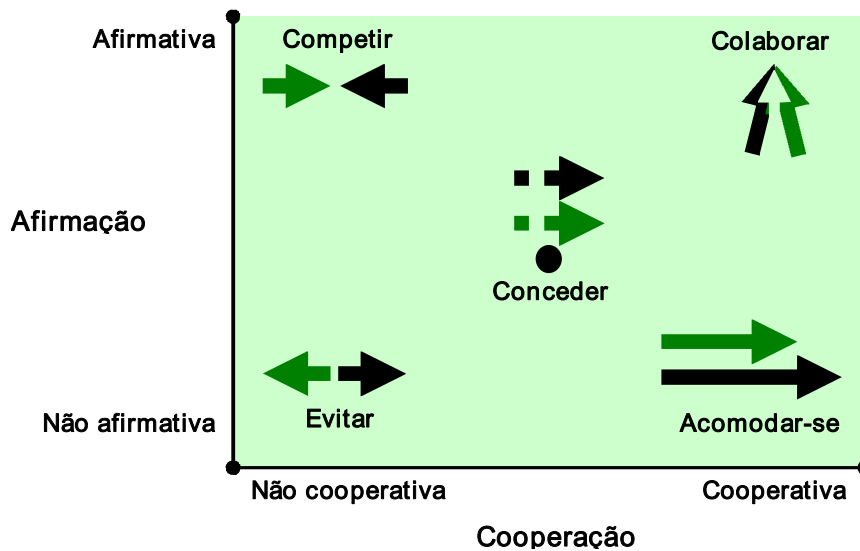 Afirmativa
Competir
Colaborar
Afirmação
Conceder
Evitar
Acomodar-se
Não afirmativa
Não cooperativa
Cooperativa
Cooperação